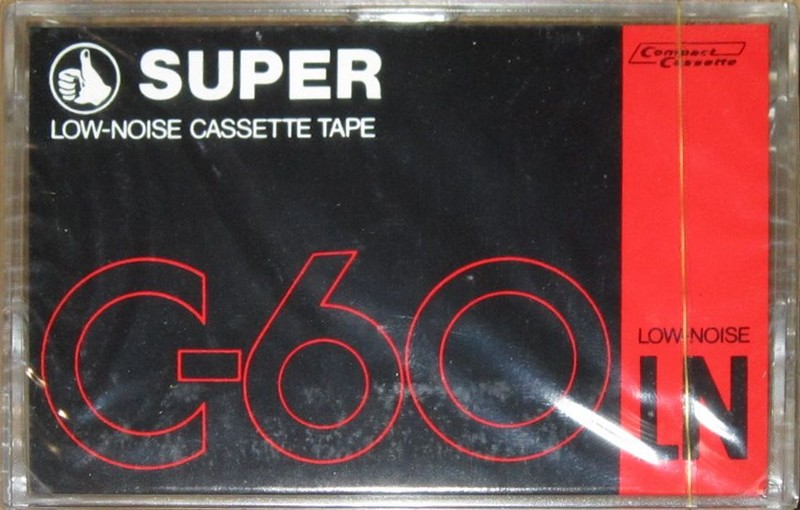 SUPER
LOW-NOISE CASSETTE TAPE
Compact
Cassette
C-60
LOW-NOISE
LN